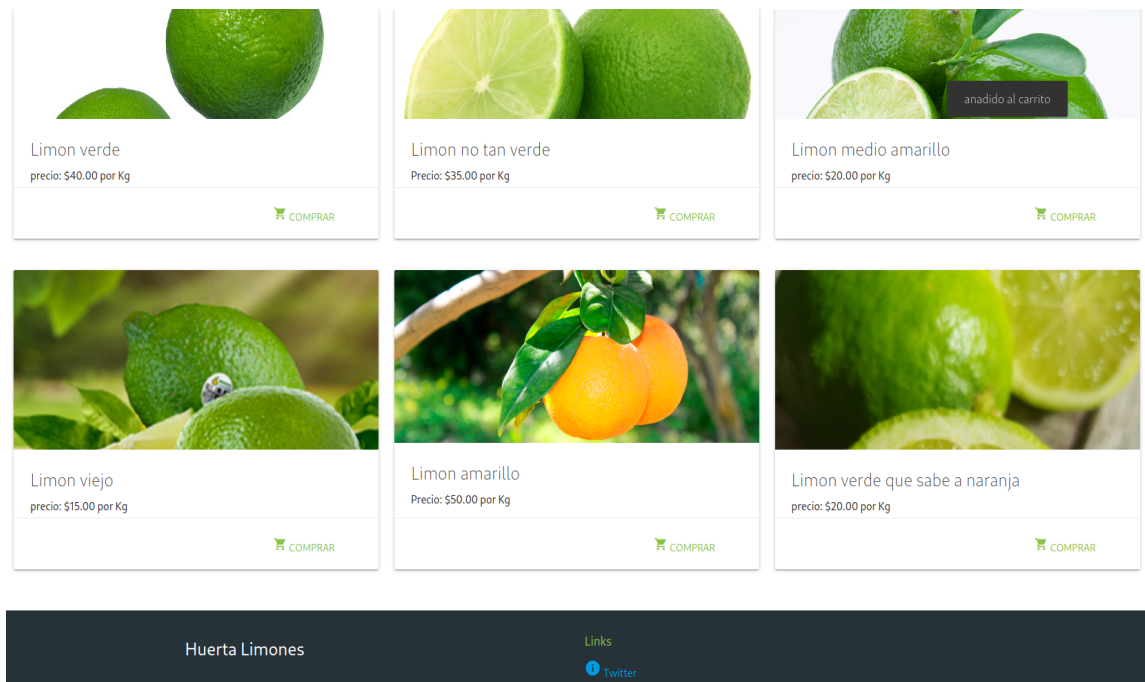 anadido al carrito
Limon verde
precio: $40.00 por Kg
COMPRAR
Limon no tan verde
Precio: $35.00 por Kg
COMPRAR
Limon medio amarillo
precio: $20.00 por Kg
COMPRAR
Limon viejo
precio: $15.00 por Kg
COMPRAR
Limon amarillo
Precio: $50.00 por Kg
COMPRAR
Limon verde que sabe a naranja
precio: $20.00 por Kg
COMPRAR
Huerta Limones
Links
Twitter